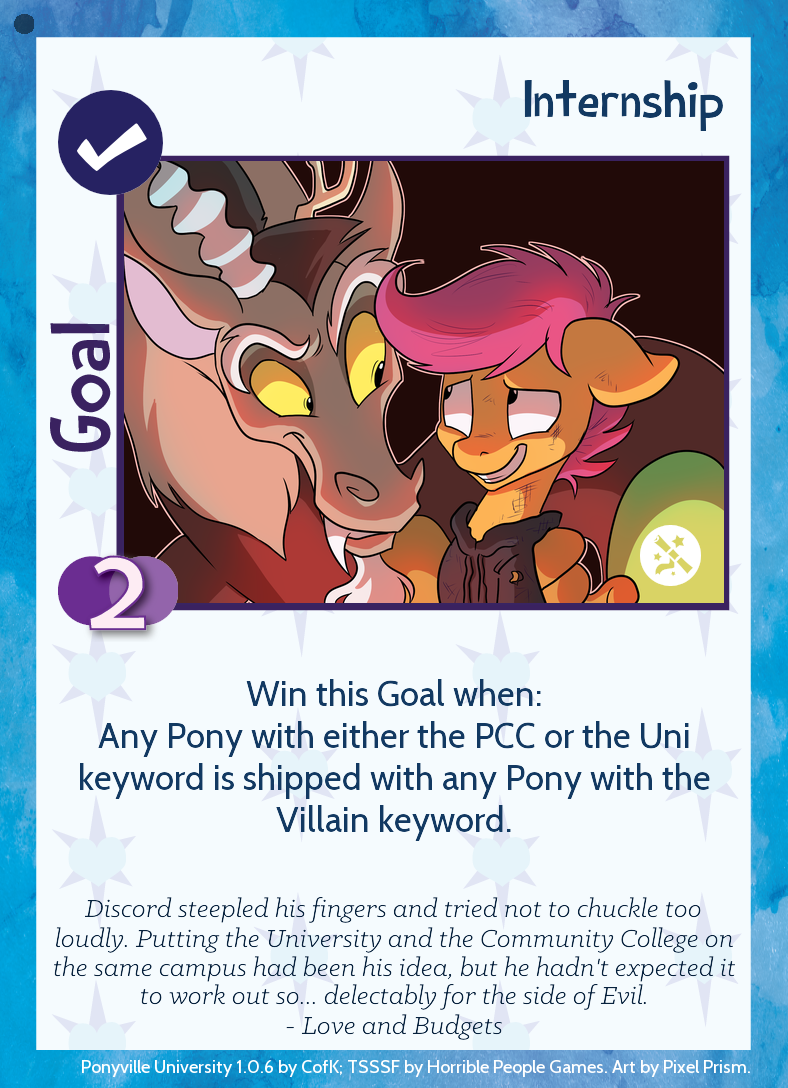 Internship
Goal
2
Win this Goal when:
Any Pony with either the PCC or the Uni
keyword is shipped with any Pony with the
Villain keyword.
Discord steepled his fingers and tried not to chuckle too
loudly. Putting the University and the Community College on
the same campus had been his idea, but he hadn't expected it
to work out so... delectably for the side of Evil.
- Love and Budgets
Ponyville University 1.0.6 by CofK; TSSSF by Horrible People Games. Art by Pixel Prism.